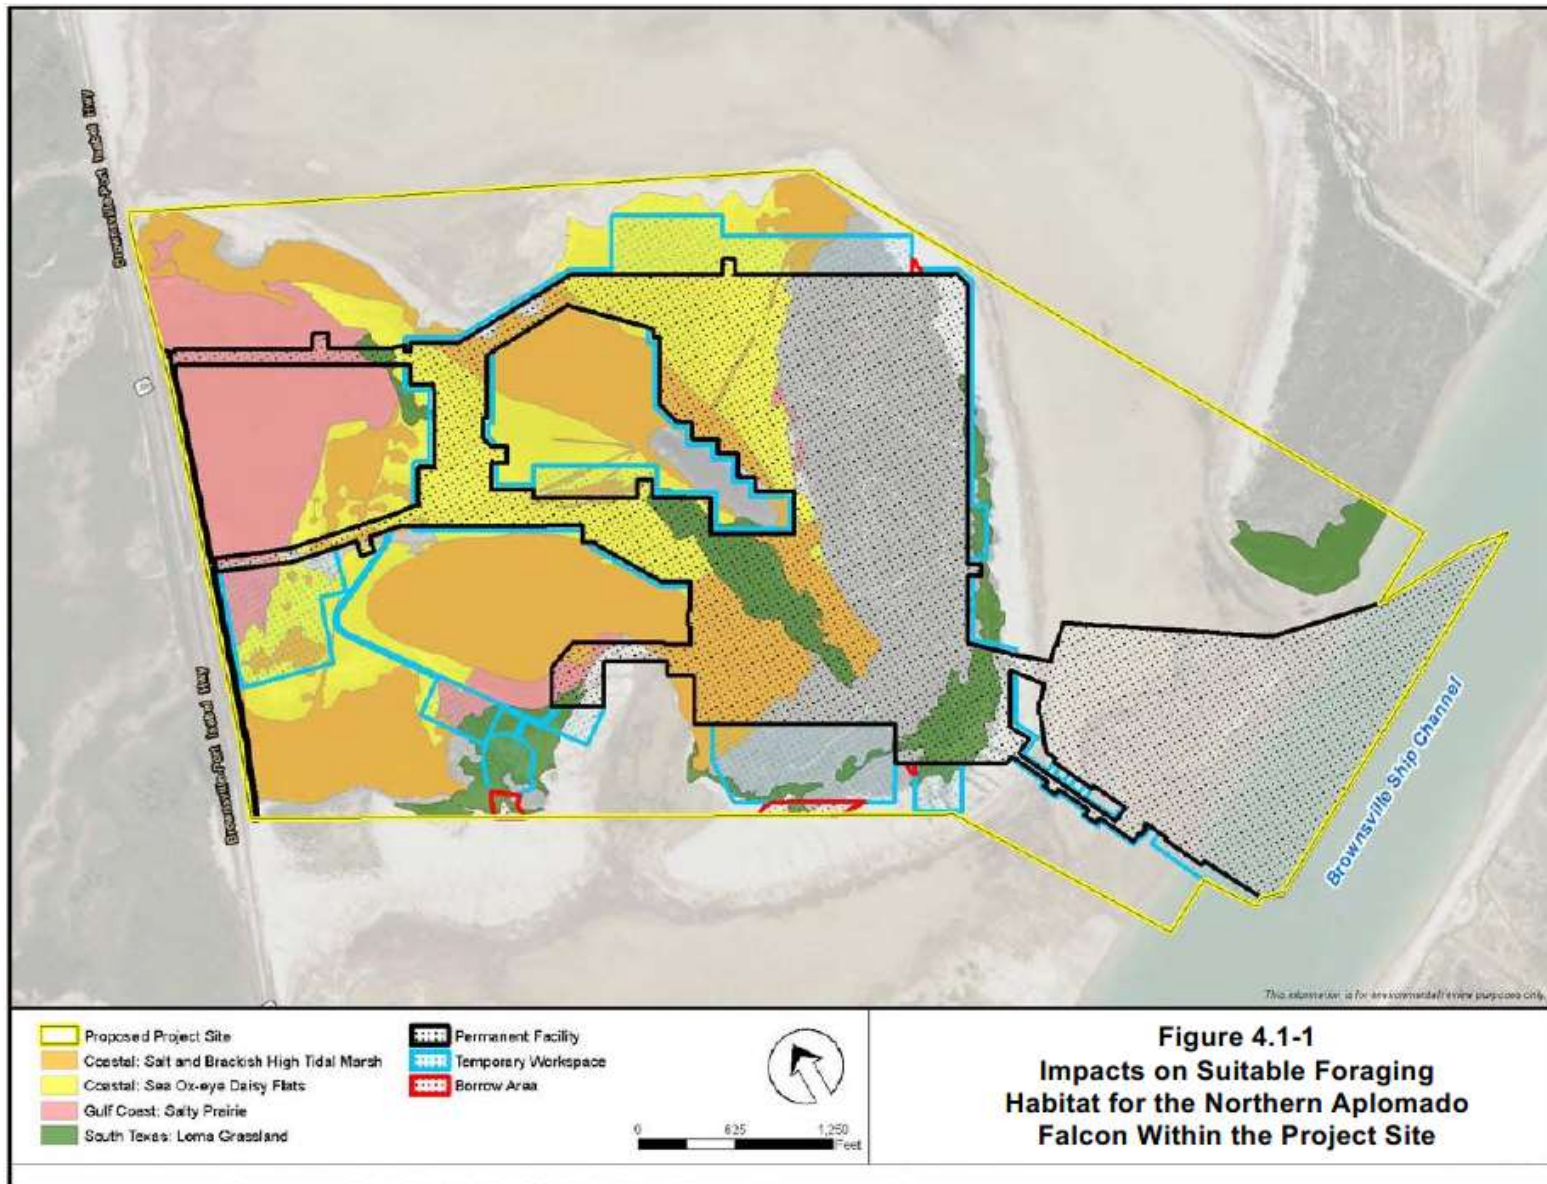 Brownsville-Port Isabel Hwy
Brownsville-Port Isabel Hwy
Brownsville Ship Channel
This information is for environmental review purposes only.
Proposed Project Site
Coastal: Salt and Brackish High Tidal Marsh
Coastal: Sea Ox-eye Daisy Flats
Gulf Coast: Salty Prairie
South Texas: Loma Grassland
Permanent Facility
Temporary Workspace
Borrow Area
0 625 1,250
Feet
Figure 4.1-1
Impacts on Suitable Foraging
Habitat for the Northern Aplomado
Falcon Within the Project Site